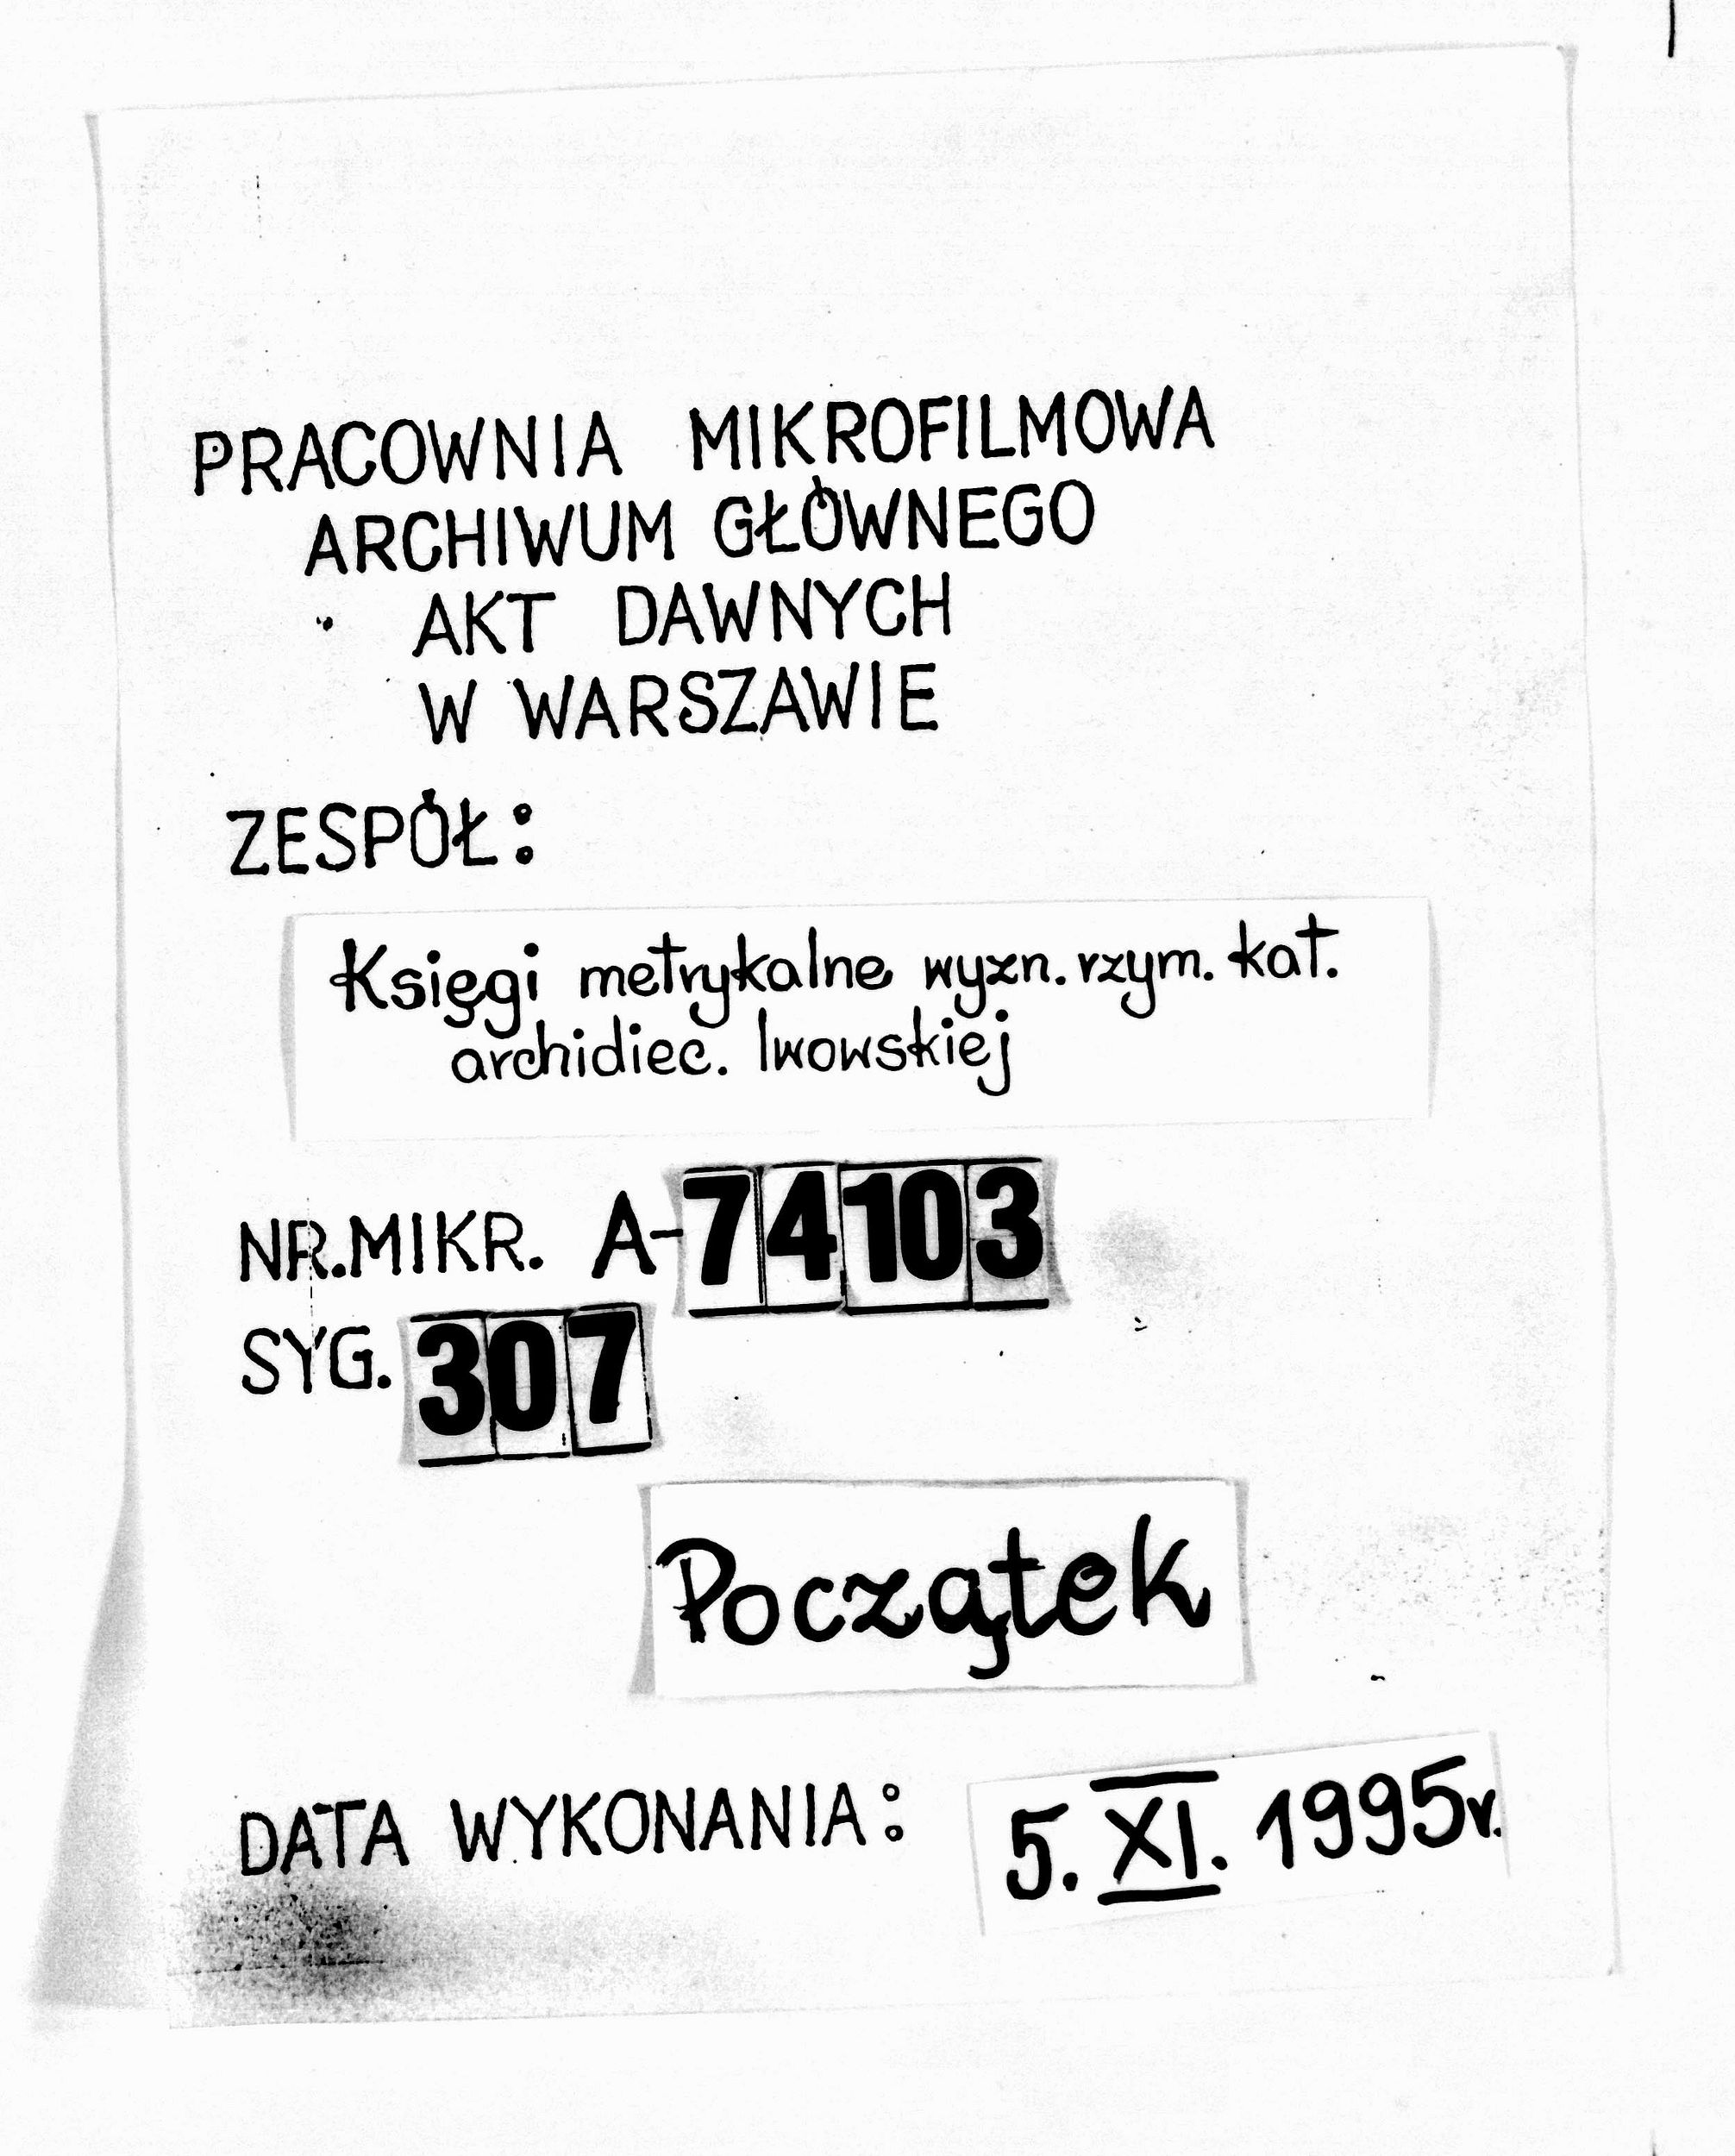 PRACOWNIA MIKROFILMOWA
ARCHIWUM GŁÓWNEGO
AKT DAWNYCH
W WARSZAWIE
ZESPÓŁ:
Księgi metrykalne wyzn. rzym. kat.
archidiec. lwowskiej
NR. MIKR. A-74103
SYG. 307
Początek
DATA WYKONANIA: 5. XI. 1995r.